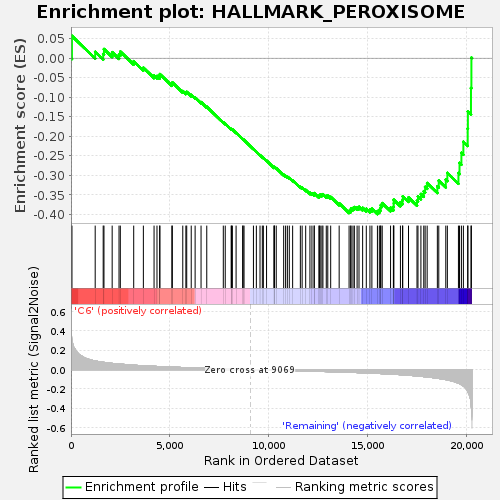 Enrichment plot: HALLMARK_PEROXISOME
Enrichment score (ES)
0.05
0.00
-0.05
-0.10
-0.15
-0.20
-0.25
-0.30
-0.35
-0.40
'C6' (positively correlated)
Ranked list metric (Signal2Noise)
0.6
0.4
0.2
0.0
-0.2
-0.4
-0.6
Zero cross at 9069
'Remaining' (negatively correlated)
0
5,000
10,000
15,000
20,000
Rank in Ordered Dataset
Enrichment profile
Hits
Ranking metric scores